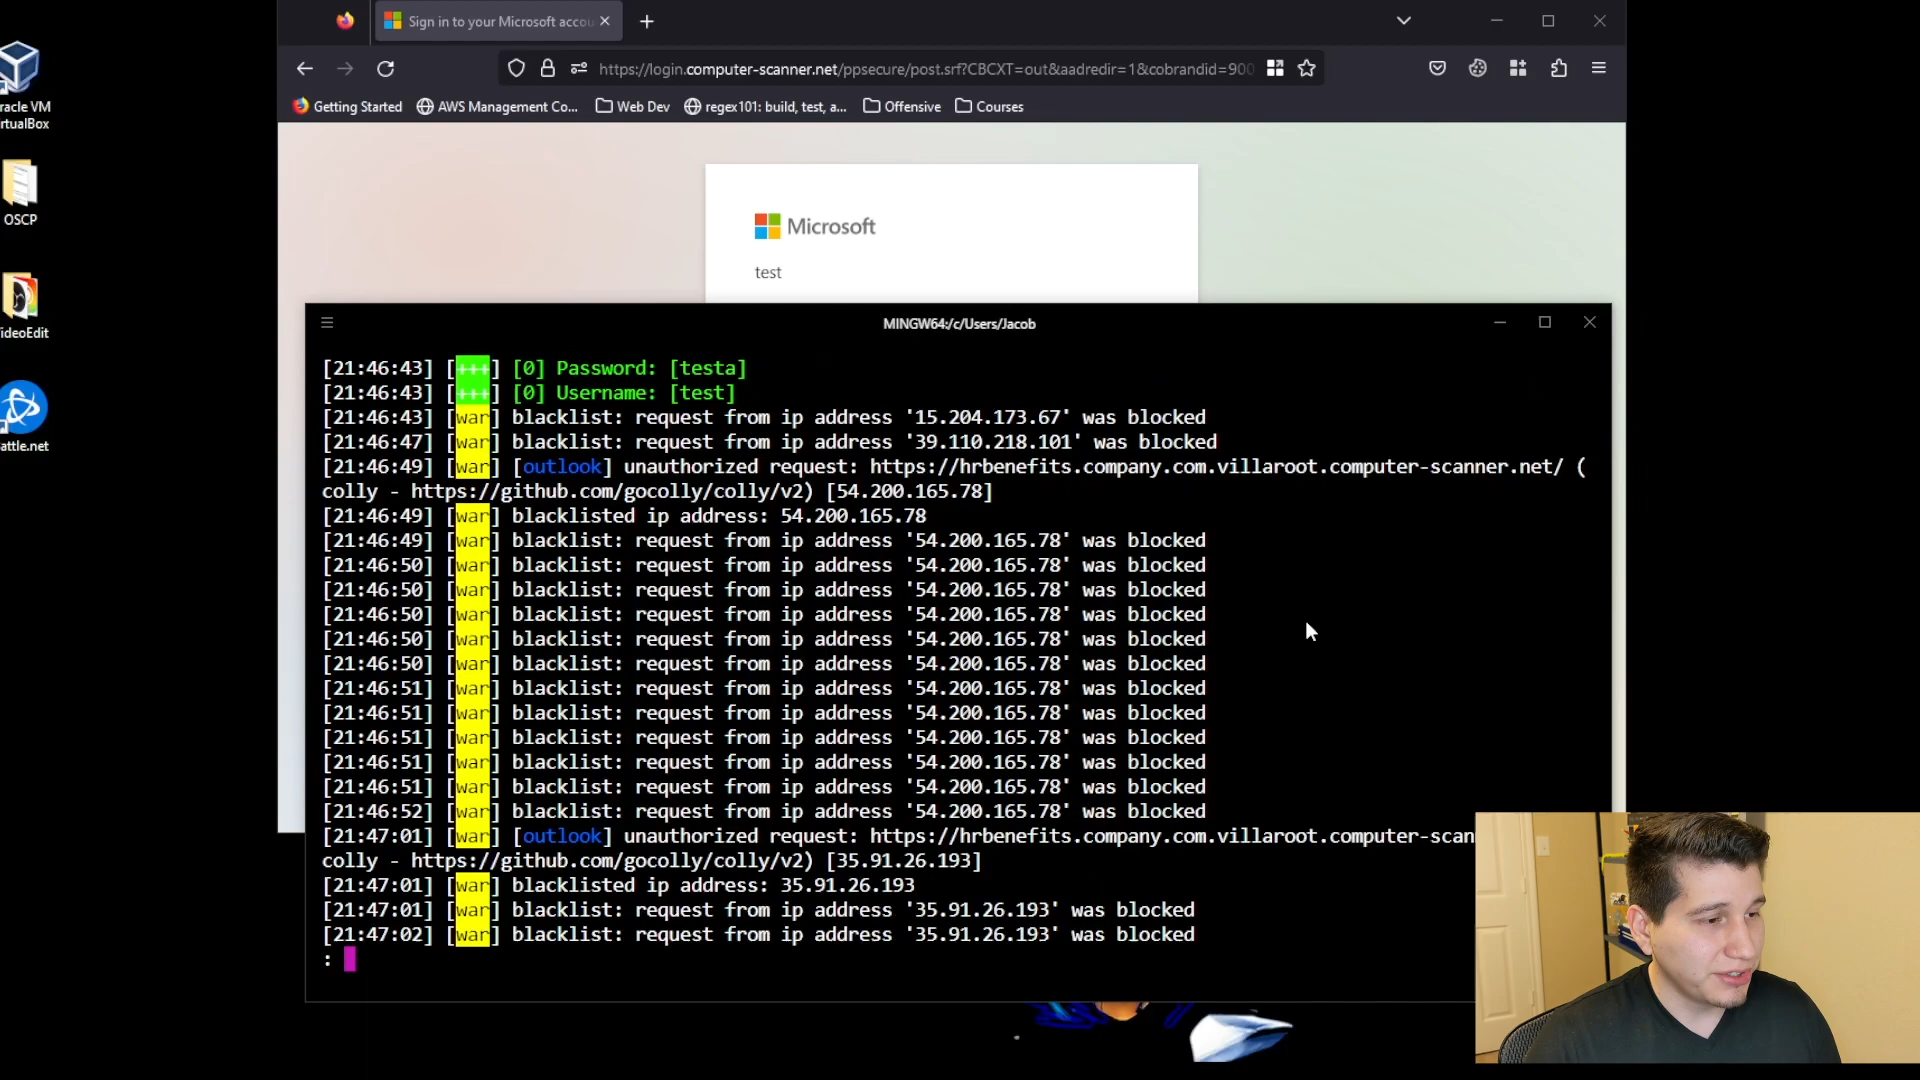 Sign in to your Microsoft accou
https://login.computer-scanner.net/ppsecure/post.srf?CBCXT=out&aadredir=1&cobrandid=900
Getting Started
AWS Management Co...
Web Dev
regex101: build, test, a...
Offensive
Courses
racle VM
rtualBox
OSCP
ideoEdit
attle.net
Microsoft
test
MINGW64:/c/Users/Jacob
[21:46:43] [+++] [0] Password: [testa]
[21:46:43] [+++] [0] Username: [test]
[21:46:43] [war] blacklist: request from ip address '15.204.173.67' was blocked
[21:46:47] [war] blacklist: request from ip address '39.110.218.101' was blocked
[21:46:49] [war] [outlook] unauthorized request: https://hrbenefits.company.com.villaroot.computer-scanner.net/ (
colly - https://github.com/gocolly/colly/v2) [54.200.165.78]
[21:46:49] [war] blacklisted ip address: 54.200.165.78
[21:46:49] [war] blacklist: request from ip address '54.200.165.78' was blocked
[21:46:50] [war] blacklist: request from ip address '54.200.165.78' was blocked
[21:46:50] [war] blacklist: request from ip address '54.200.165.78' was blocked
[21:46:50] [war] blacklist: request from ip address '54.200.165.78' was blocked
[21:46:50] [war] blacklist: request from ip address '54.200.165.78' was blocked
[21:46:50] [war] blacklist: request from ip address '54.200.165.78' was blocked
[21:46:51] [war] blacklist: request from ip address '54.200.165.78' was blocked
[21:46:51] [war] blacklist: request from ip address '54.200.165.78' was blocked
[21:46:51] [war] blacklist: request from ip address '54.200.165.78' was blocked
[21:46:51] [war] blacklist: request from ip address '54.200.165.78' was blocked
[21:46:51] [war] blacklist: request from ip address '54.200.165.78' was blocked
[21:46:52] [war] blacklist: request from ip address '54.200.165.78' was blocked
[21:47:01] [war] [outlook] unauthorized request: https://hrbenefits.company.com.villaroot.computer-scan
colly - https://github.com/gocolly/colly/v2) [35.91.26.193]
[21:47:01] [war] blacklisted ip address: 35.91.26.193
[21:47:01] [war] blacklist: request from ip address '35.91.26.193' was blocked
[21:47:02] [war] blacklist: request from ip address '35.91.26.193' was blocked
: